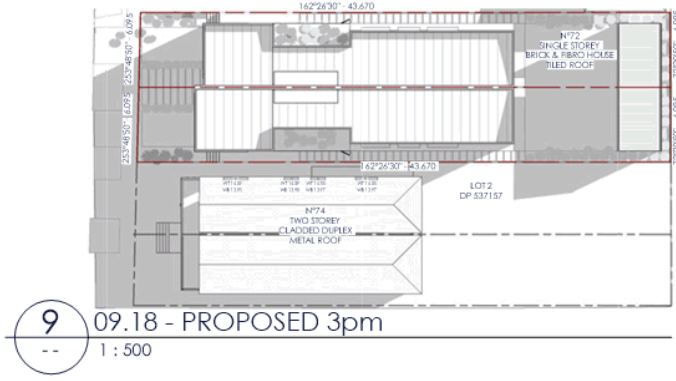 162°26'30" - 43.670
253°48'50" - 6.095
253°48'50" - 6.095
N°72
SINGLE STOREY
BRICK & FIBRO HOUSE
TILED ROOF
162°26'30" - 43.670
LOT 2
DP 537157
N°74
TWO STOREY
CLADDED DUPLEX
METAL ROOF
9
09.18 - PROPOSED 3pm
--
1 : 500